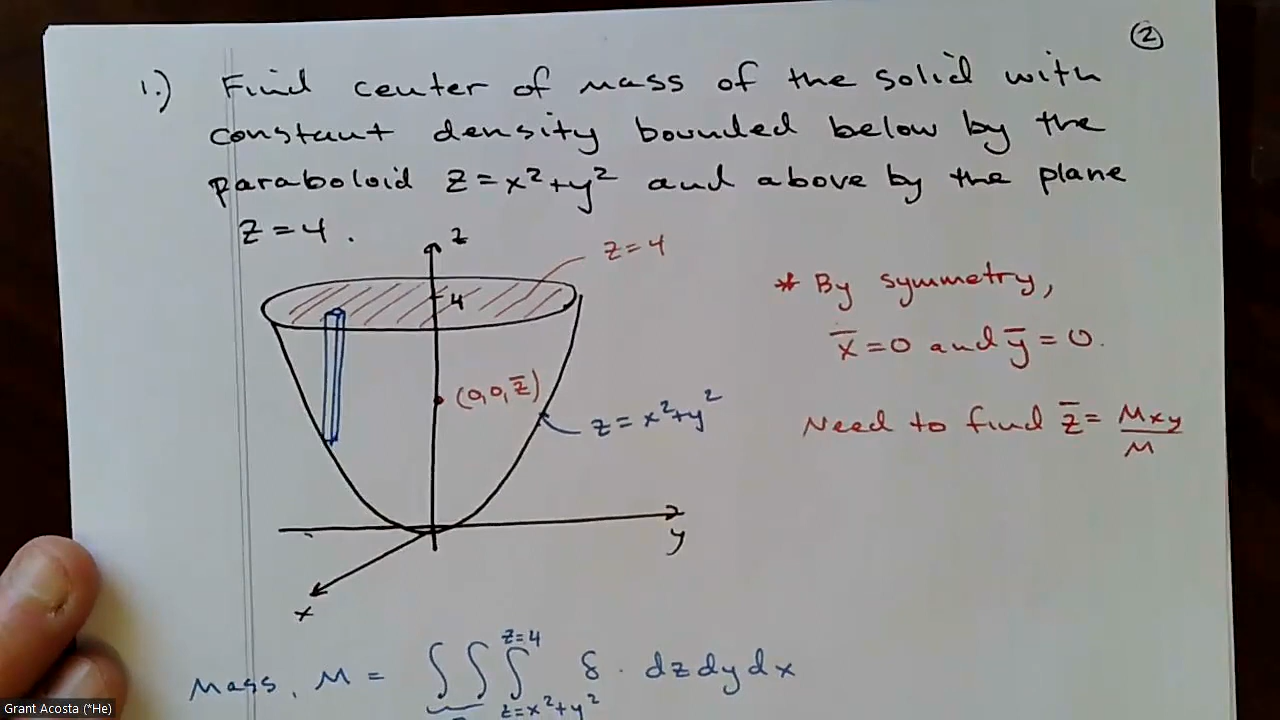 ②
1.) Find center of mass of the solid with
constant density bounded below by the
paraboloid z = x² + y² and above by the plane
z = 4 .
z
z = 4
4
* By symmetry,
x̅ = 0 and y̅ = 0.
(0,0,z̅)
z = x² + y²
Need to find z̅ = Mxy / M
y
x
Mass, M = ∫∫∫ z=4 z=x²+y² δ · dz dy dx
Grant Acosta (*He)